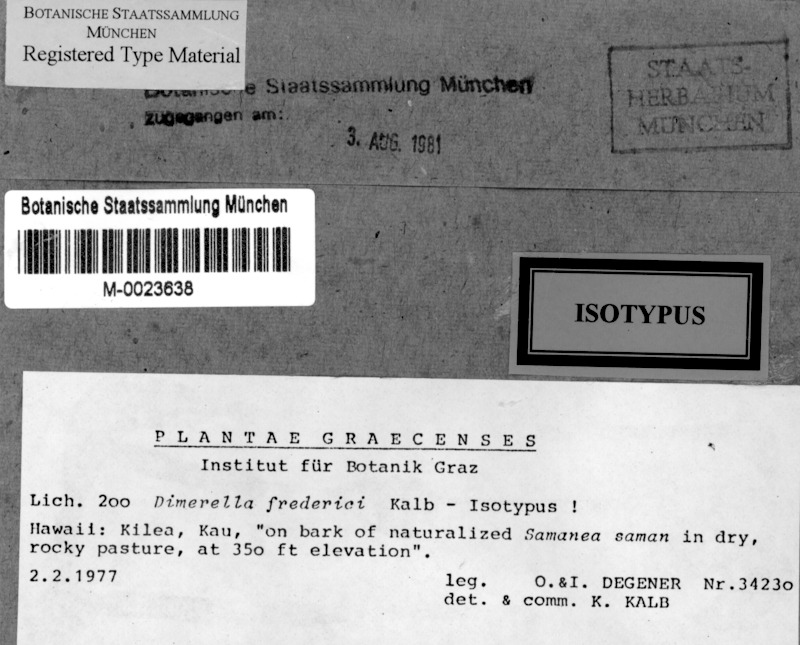 BOTANISCHE STAATSSAMMLUNG
MÜNCHEN
Registered Type Material
Botanische Staatssammlung München
zugegangen am:
3. AUG. 1981
STAATS-
HERBARIUM
MÜNCHEN
Botanische Staatssammlung München
M-0023638
ISOTYPUS
PLANTAE GRAECENSES
Institut für Botanik Graz
Lich. 2oo Dimerella frederici Kalb - Isotypus !
Hawaii: Kilea, Kau, "on bark of naturalized Samanea saman in dry,
rocky pasture, at 35o ft elevation".
2.2.1977
leg. O.&I. DEGENER Nr.3423o
det. & comm. K. KALB